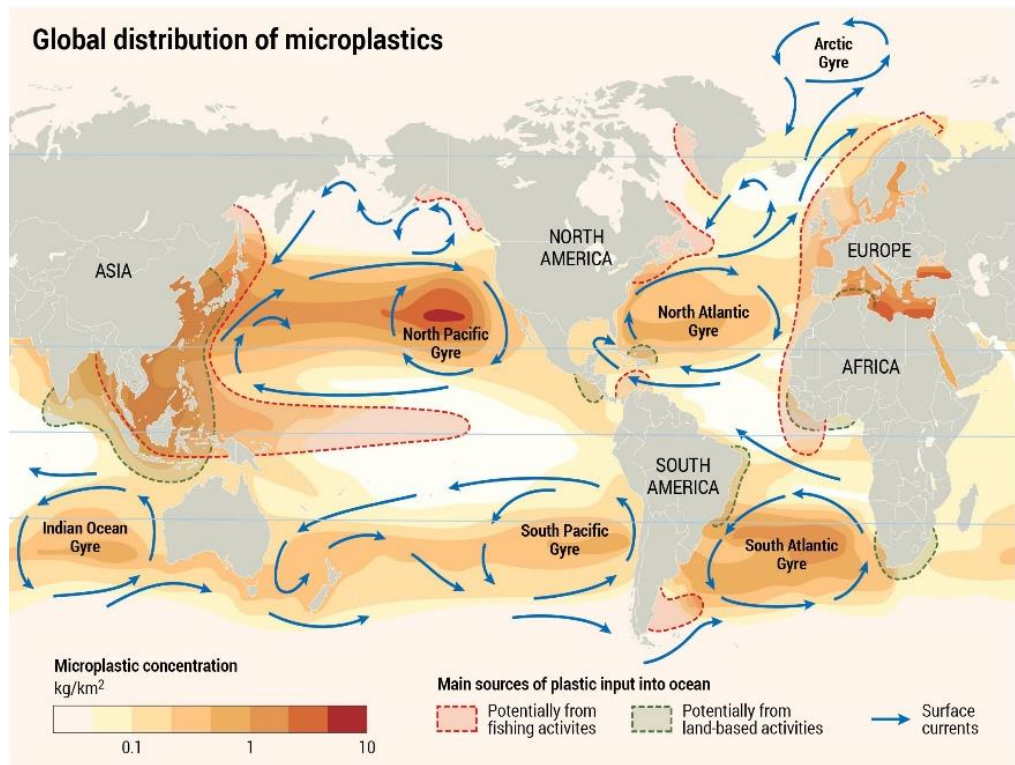 Global distribution of microplastics
Arctic
Gyre
NORTH
AMERICA
EUROPE
ASIA
North Atlantic
Gyre
North Pacific
Gyre
AFRICA
SOUTH
AMERICA
Indian Ocean
Gyre
South Pacific
Gyre
South Atlantic
Gyre
Microplastic concentration
kg/km²
0.1 1 10
Main sources of plastic input into ocean
Potentially from
fishing activites
Potentially from
land-based activities
Surface
currents